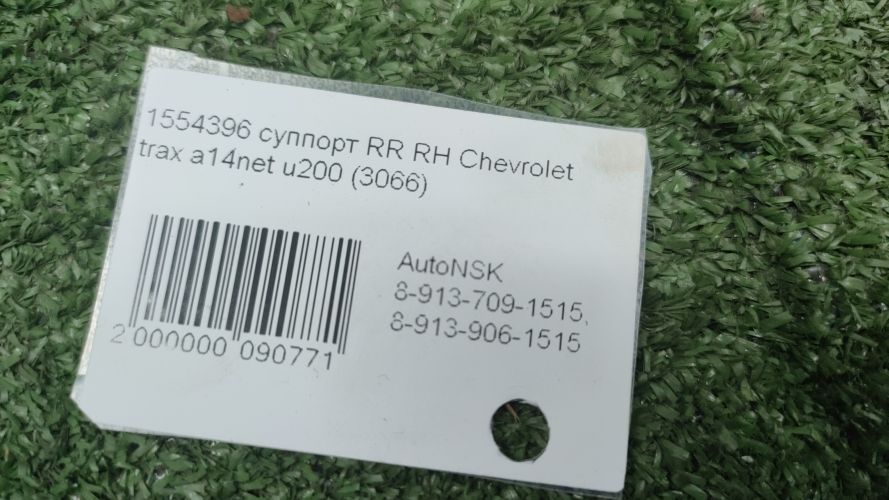 1554396 суппорт RR RH Chevrolet
trax a14net u200 (3066)
AutoNSK
8-913-709-1515,
8-913-906-1515
2 000000 090771